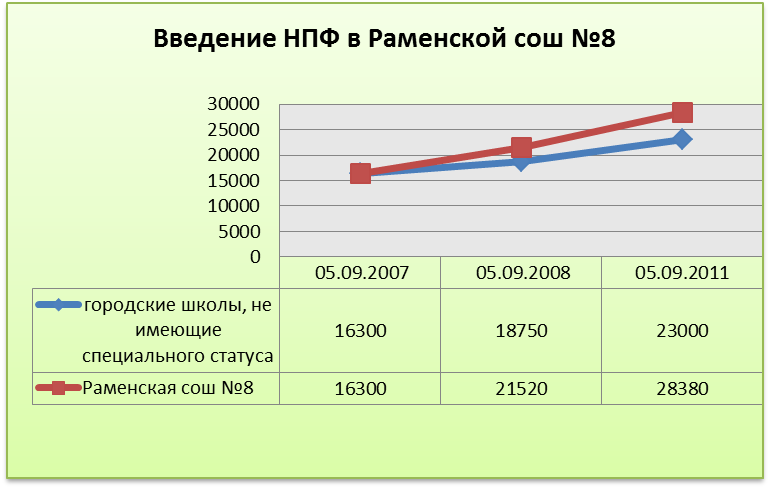 Введение НПФ в Раменской сош №8
30000
25000
20000
15000
10000
5000
0
05.09.2007 05.09.2008 05.09.2011
городские школы, не
имеющие
специального статуса
16300 18750 23000
Раменская сош №8 16300 21520 28380